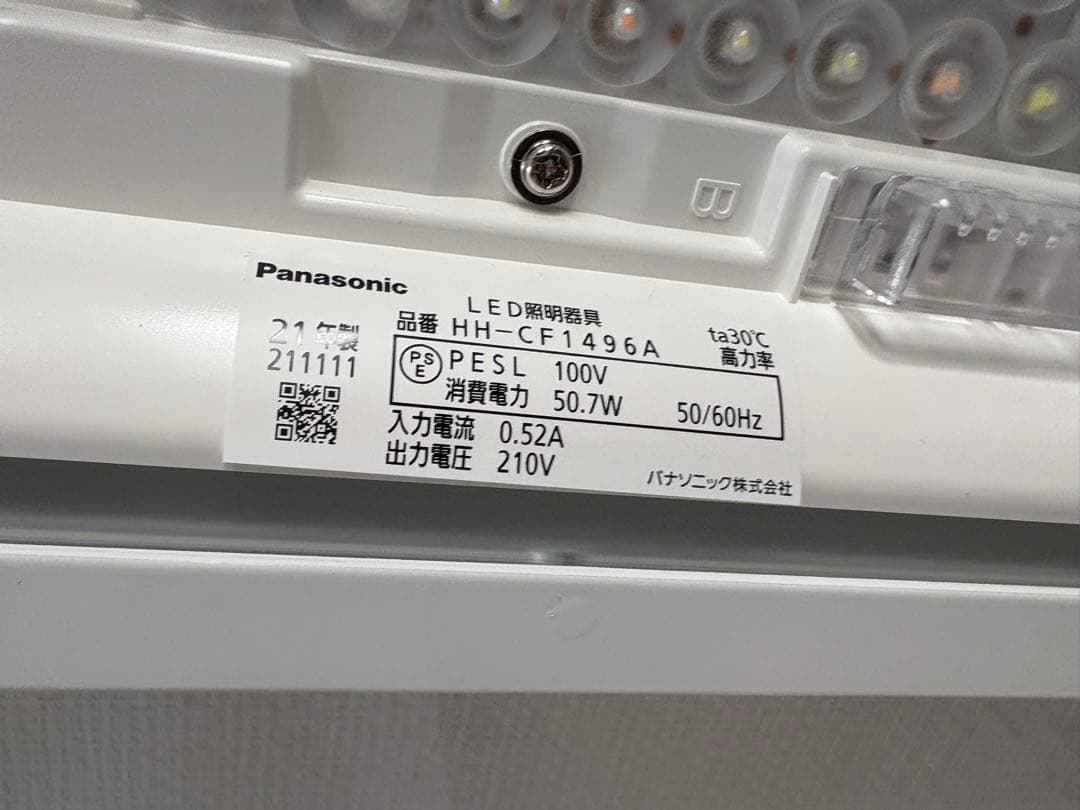 B
Panasonic
LED照明器具
品番 HH-CF1496A
ta30℃
高力率
21年製
211111
PSE PESL 100V
消費電力 50.7W 50/60Hz
入力電流 0.52A
出力電圧 210V
パナソニック株式会社